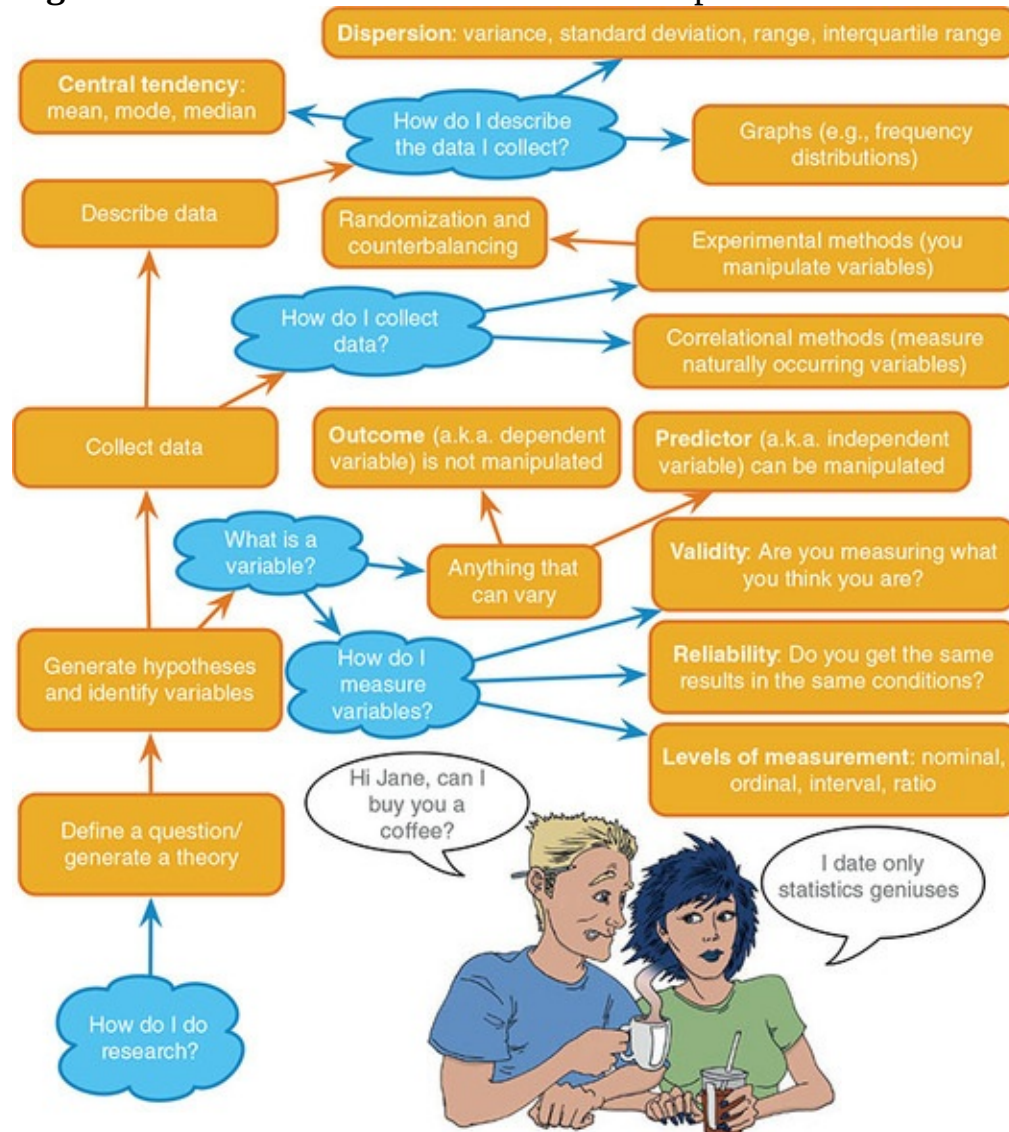 Dispersion: variance, standard deviation, range, interquartile range
Central tendency:
mean, mode, median
How do I describe
the data I collect?
Graphs (e.g., frequency
distributions)
Describe data
Randomization and
counterbalancing
Experimental methods (you
manipulate variables)
How do I collect
data?
Correlational methods (measure
naturally occurring variables)
Collect data
Outcome (a.k.a. dependent
variable) is not manipulated
Predictor (a.k.a. independent
variable) can be manipulated
What is a
variable?
Anything that
can vary
Validity: Are you measuring what
you think you are?
Generate hypotheses
and identify variables
How do I
measure
variables?
Reliability: Do you get the same
results in the same conditions?
Levels of measurement: nominal,
ordinal, interval, ratio
Hi Jane, can I
buy you a
coffee?
Define a question/
generate a theory
I date only
statistics geniuses
How do I do
research?